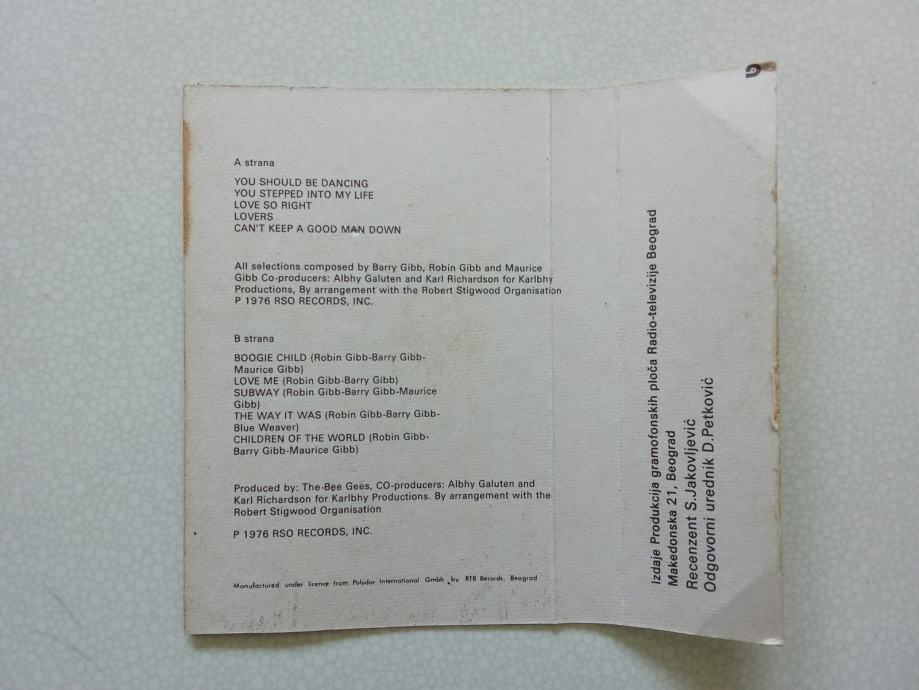 A strana
YOU SHOULD BE DANCING
YOU STEPPED INTO MY LIFE
LOVE SO RIGHT
LOVERS
CAN'T KEEP A GOOD MAN DOWN
All selections composed by Barry Gibb, Robin Gibb and Maurice
Gibb Co-producers: Albhy Galuten and Karl Richardson for Karlbhy
Productions, By arrangement with the Robert Stigwood Organisation
P 1976 RSO RECORDS, INC.
B strana
BOOGIE CHILD (Robin Gibb-Barry Gibb-
Maurice Gibb)
LOVE ME (Robin Gibb-Barry Gibb)
SUBWAY (Robin Gibb-Barry Gibb-Maurice
Gibb)
THE WAY IT WAS (Robin Gibb-Barry Gibb-
Blue Weaver)
CHILDREN OF THE WORLD (Robin Gibb-
Barry Gibb-Maurice Gibb)
Produced by: The-Bee Gees, CO-producers: Albhy Galuten and
Karl Richardson for Karlbhy Productions. By arrangement with the
Robert Stigwood Organisation
P 1976 RSO RECORDS, INC.
Manufactured under licence from Polydor International Gmbh by RTB Records, Beograd
Izdaje Produkcija gramofonskih ploča Radio-televizije Beograd
Makedonska 21, Beograd
Recenzent S.Jakovljević
Odgovorni urednik D.Petković